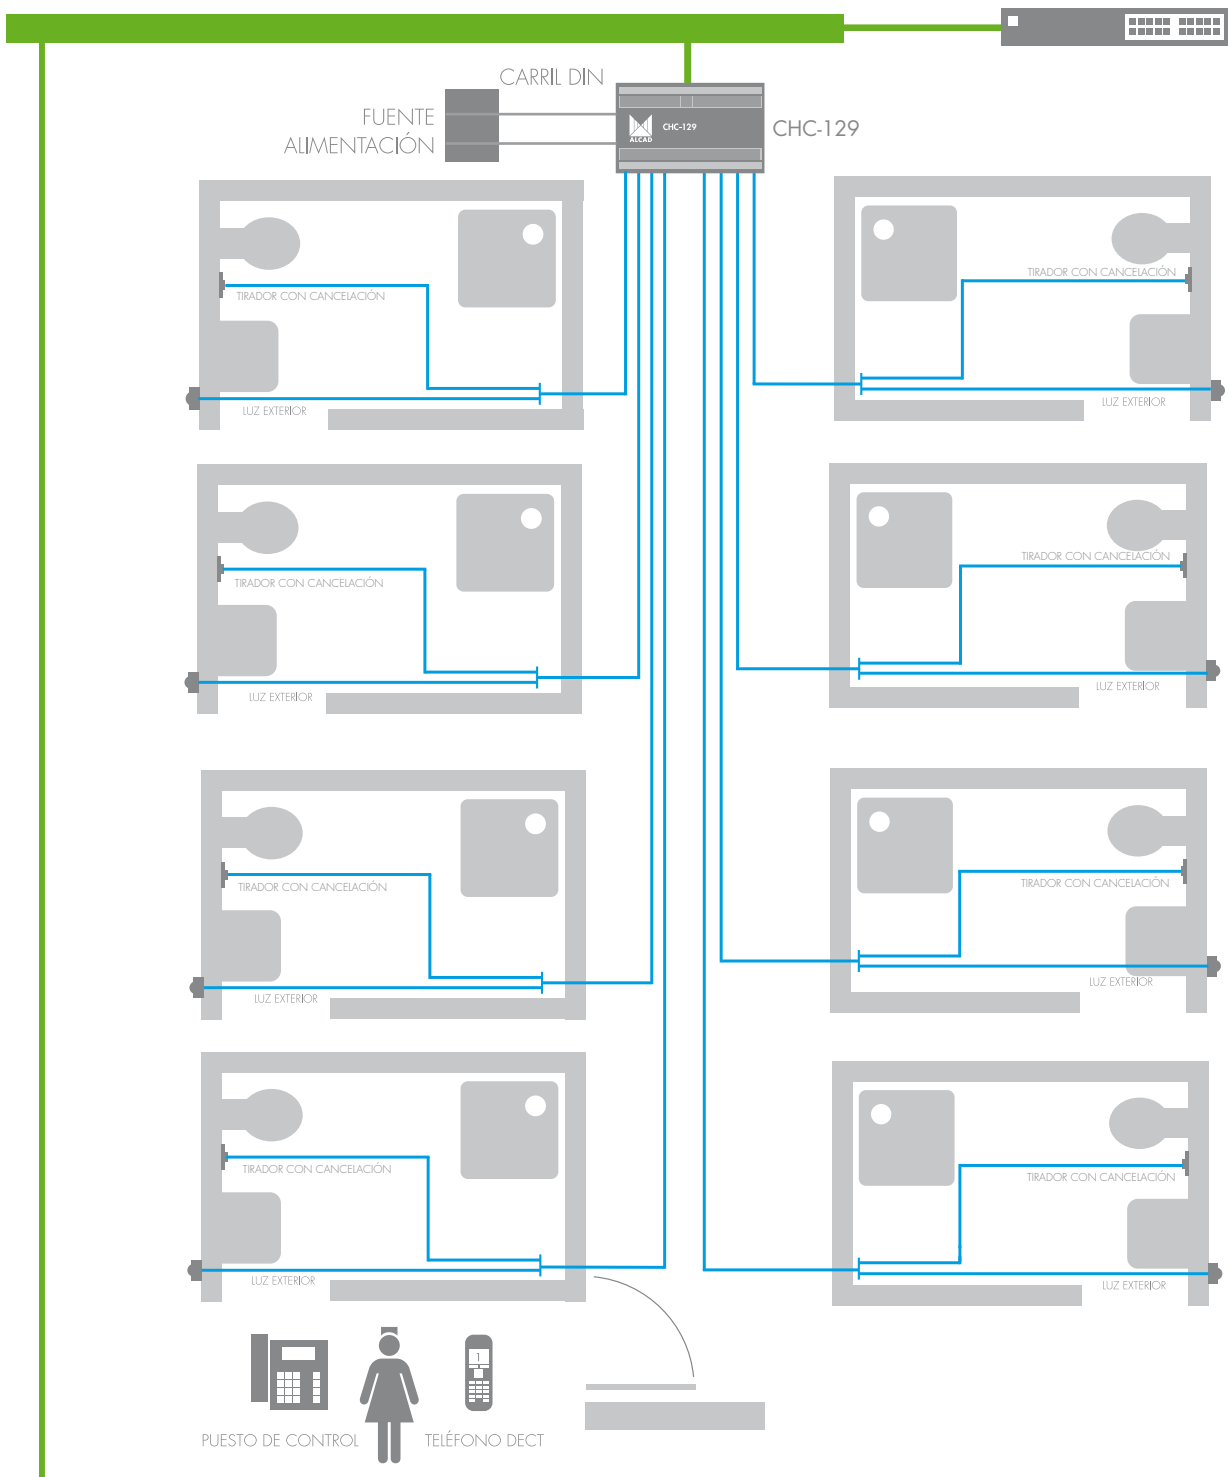 CARRIL DIN
FUENTE
ALIMENTACIÓN
CHC-129
ALCAD
CHC-129
TIRADOR CON CANCELACIÓN
LUZ EXTERIOR
TIRADOR CON CANCELACIÓN
LUZ EXTERIOR
TIRADOR CON CANCELACIÓN
LUZ EXTERIOR
TIRADOR CON CANCELACIÓN
LUZ EXTERIOR
TIRADOR CON CANCELACIÓN
LUZ EXTERIOR
TIRADOR CON CANCELACIÓN
LUZ EXTERIOR
TIRADOR CON CANCELACIÓN
LUZ EXTERIOR
TIRADOR CON CANCELACIÓN
LUZ EXTERIOR
1
PUESTO DE CONTROL
TELÉFONO DECT